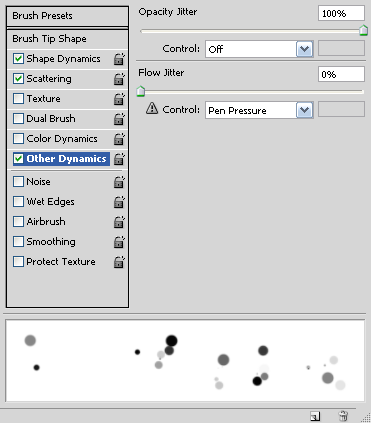 Brush Presets
Brush Tip Shape
Shape Dynamics
Scattering
Texture
Dual Brush
Color Dynamics
Other Dynamics
Noise
Wet Edges
Airbrush
Smoothing
Protect Texture
Opacity Jitter 100%
Control: Off
Flow Jitter 0%
Control: Pen Pressure